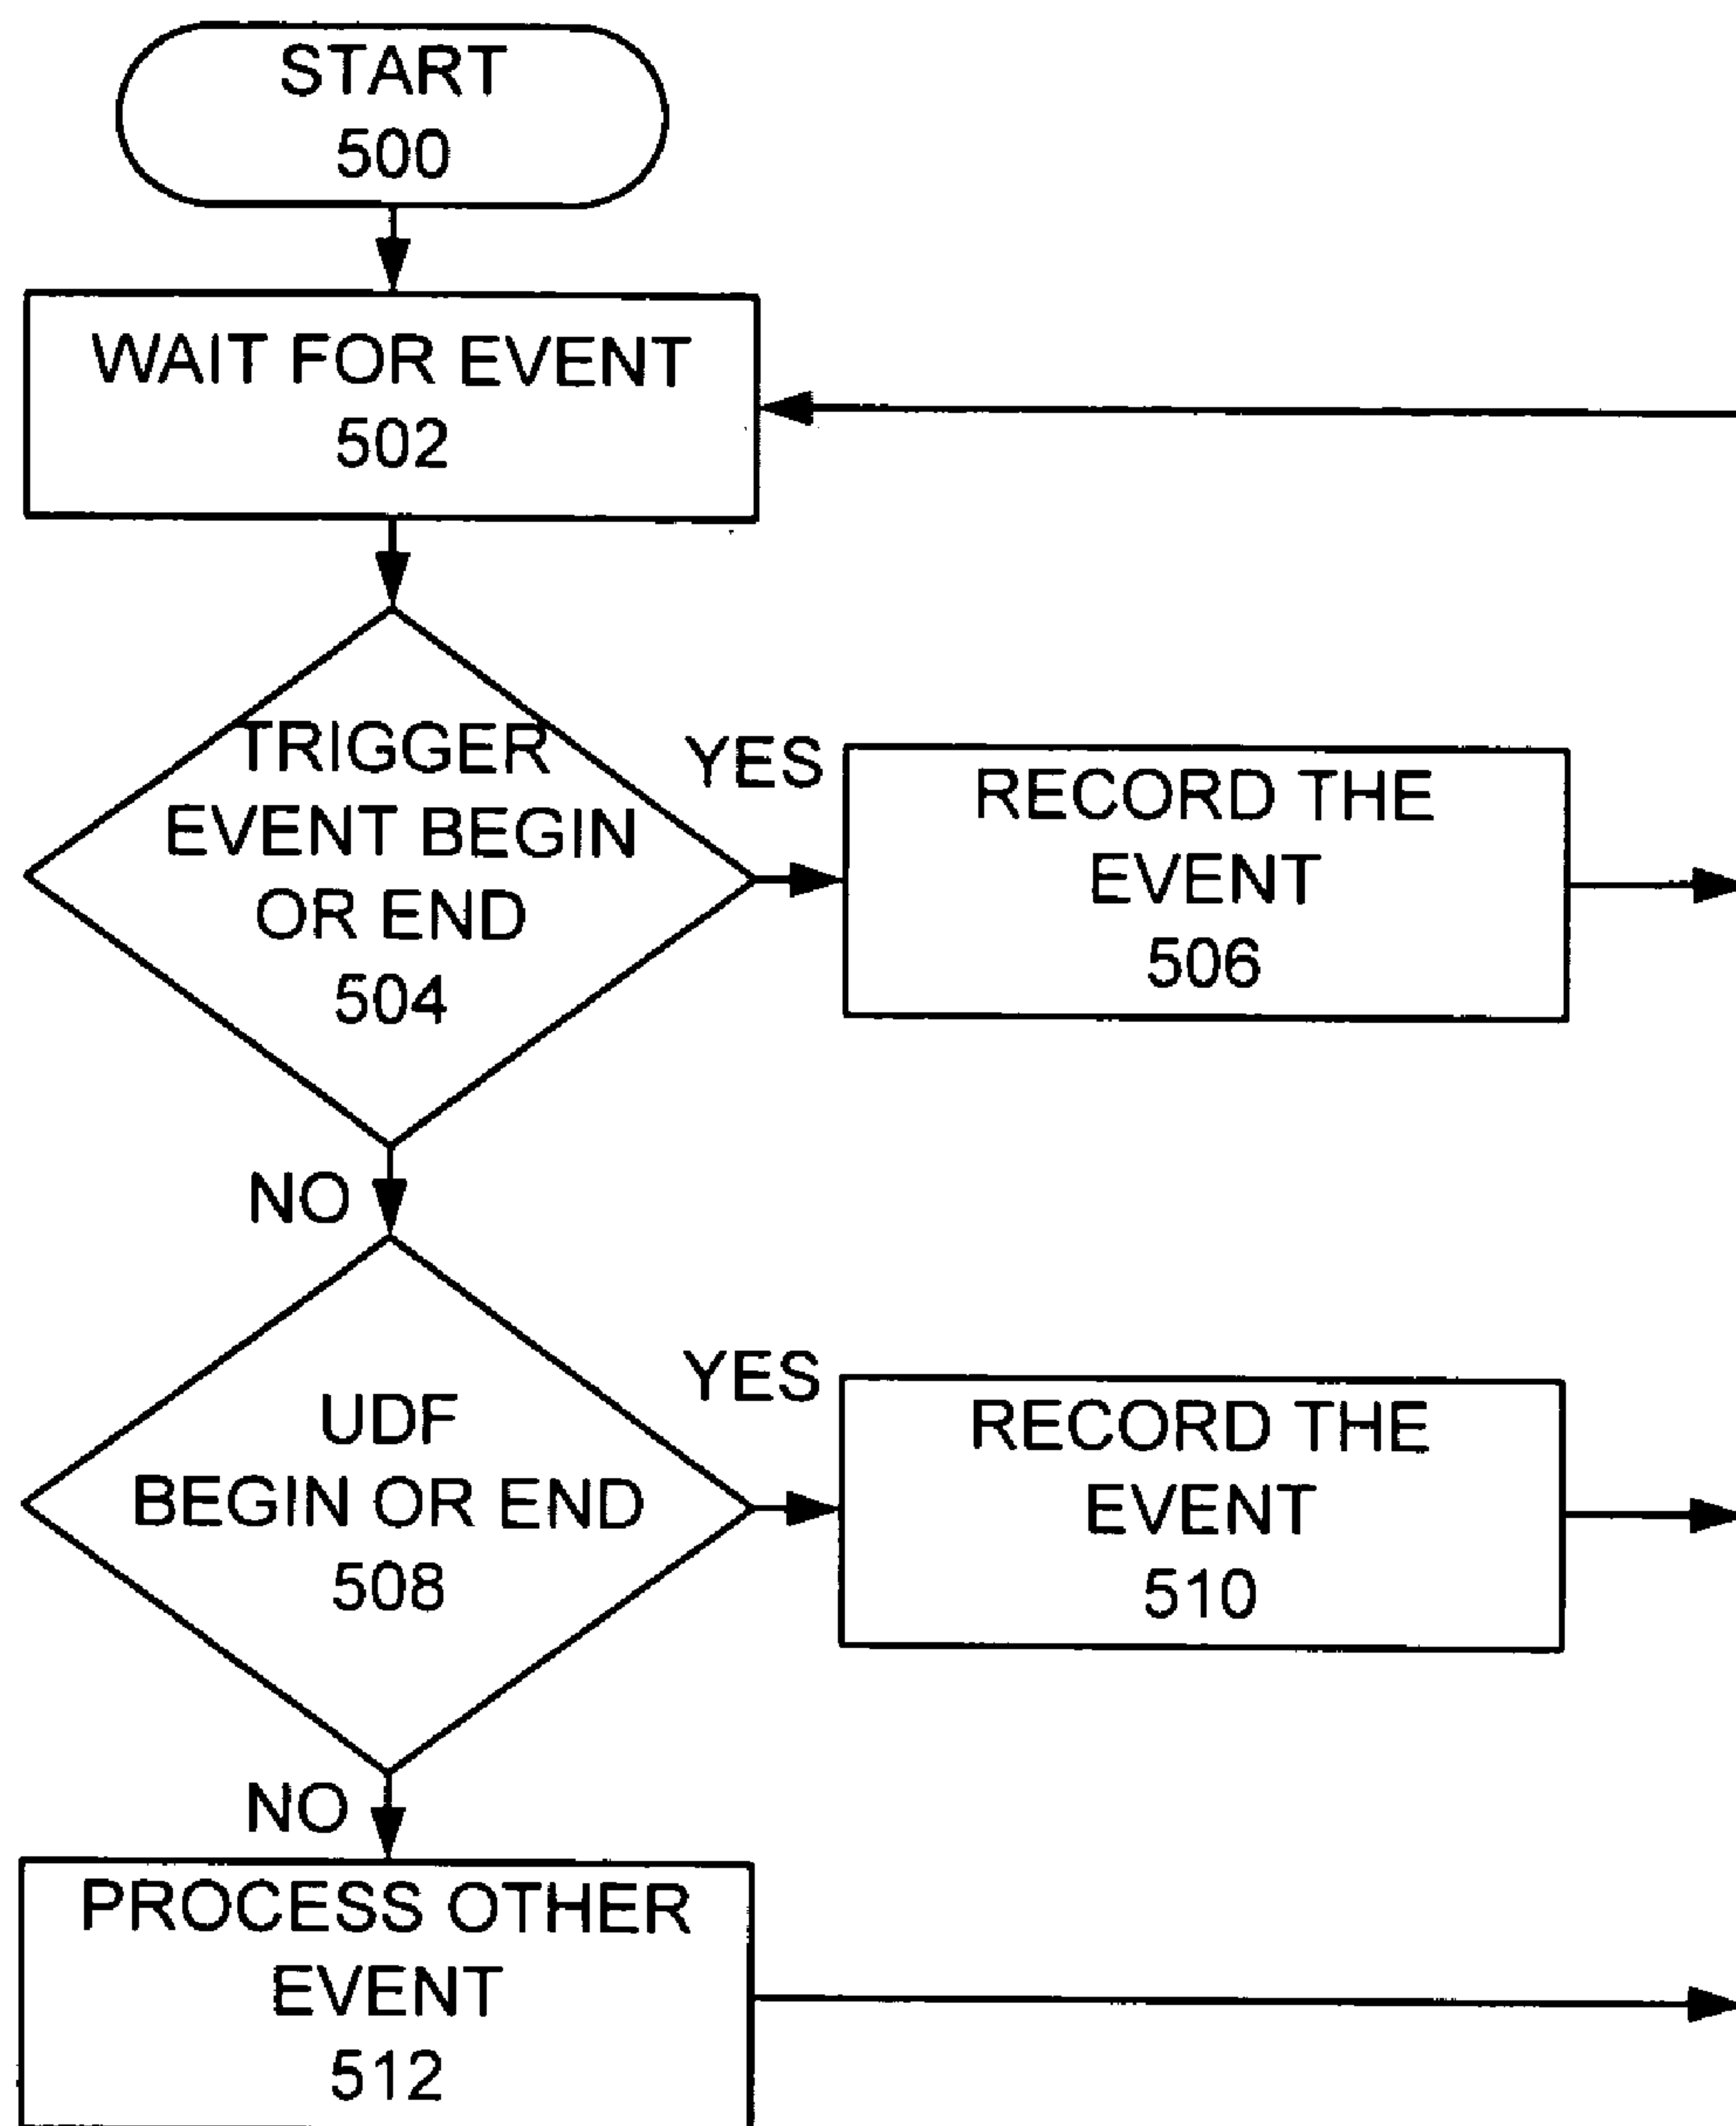 START
500
WAIT FOR EVENT
502
TRIGGER
EVENT BEGIN
OR END
504
YES
RECORD THE
EVENT
506
NO
UDF
BEGIN OR END
508
YES
RECORD THE
EVENT
510
NO
PROCESS OTHER
EVENT
512